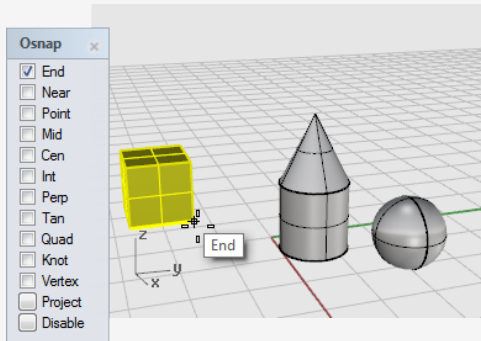 Osnap
End
Near
Point
Mid
Cen
Int
Perp
Tan
Quad
Knot
Vertex
Project
Disable
End
z
y
x